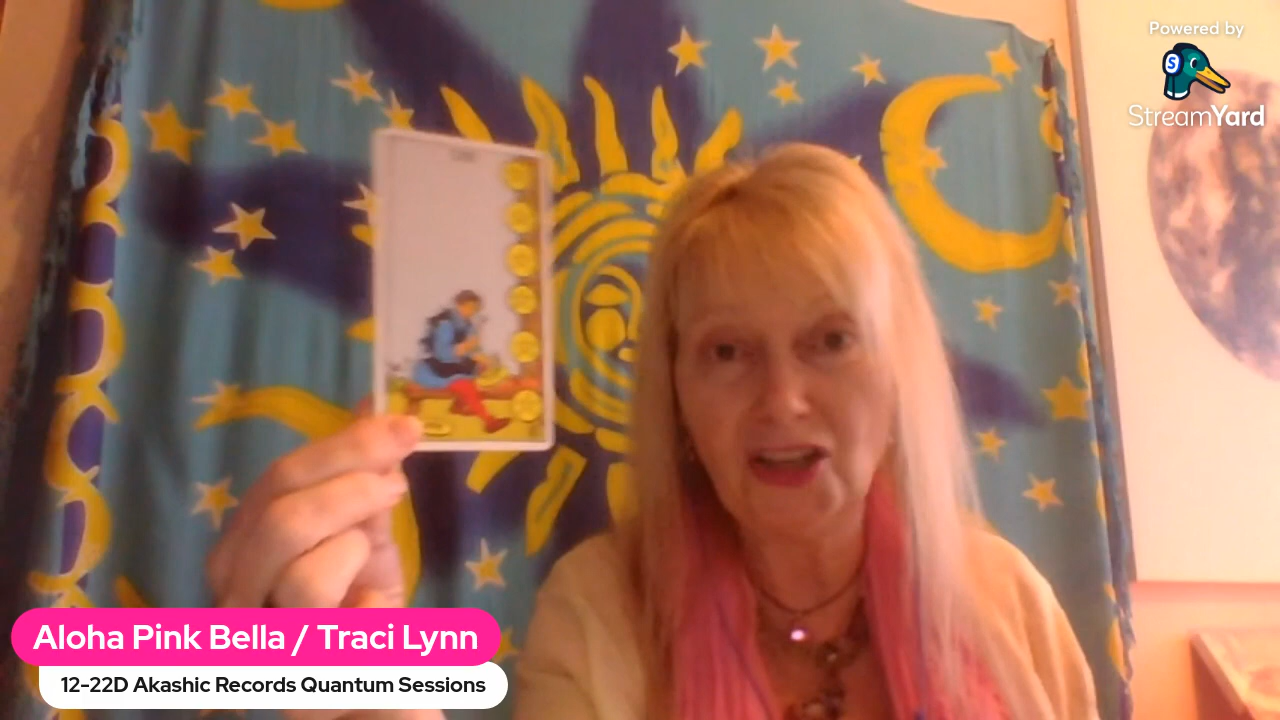 Powered by
StreamYard
Aloha Pink Bella / Traci Lynn
12-22D Akashic Records Quantum Sessions